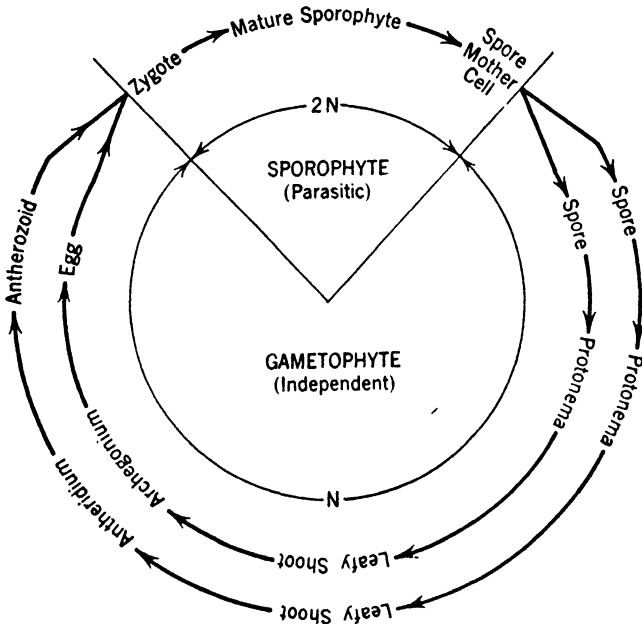 Zygote
Mature Sporophyte
Spore
Mother
Cell
2N
SPOROPHYTE
(Parasitic)
Spore
Spore
Antherozoid
Egg
GAMETOPHYTE
(Independent)
Protonema
Protonema
Archegonium
Antheridium
N
Leafy Shoot
Leafy Shoot